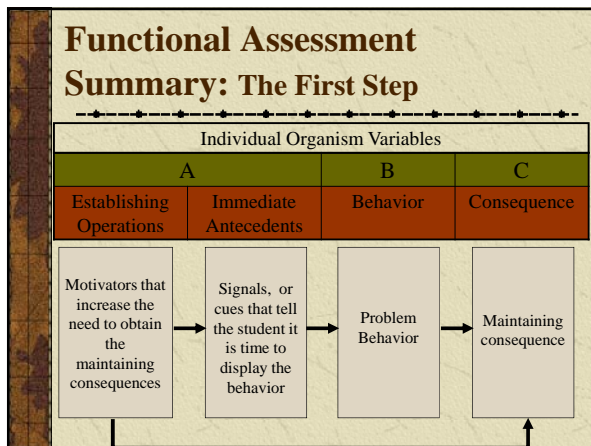 Functional Assessment
Summary: The First Step
Individual Organism Variables
A
B
C
Establishing
Operations
Immediate
Antecedents
Behavior
Consequence
Motivators that
increase the
need to obtain
the
maintaining
consequences
Signals, or
cues that tell
the student it
is time to
display the
behavior
Problem
Behavior
Maintaining
consequence